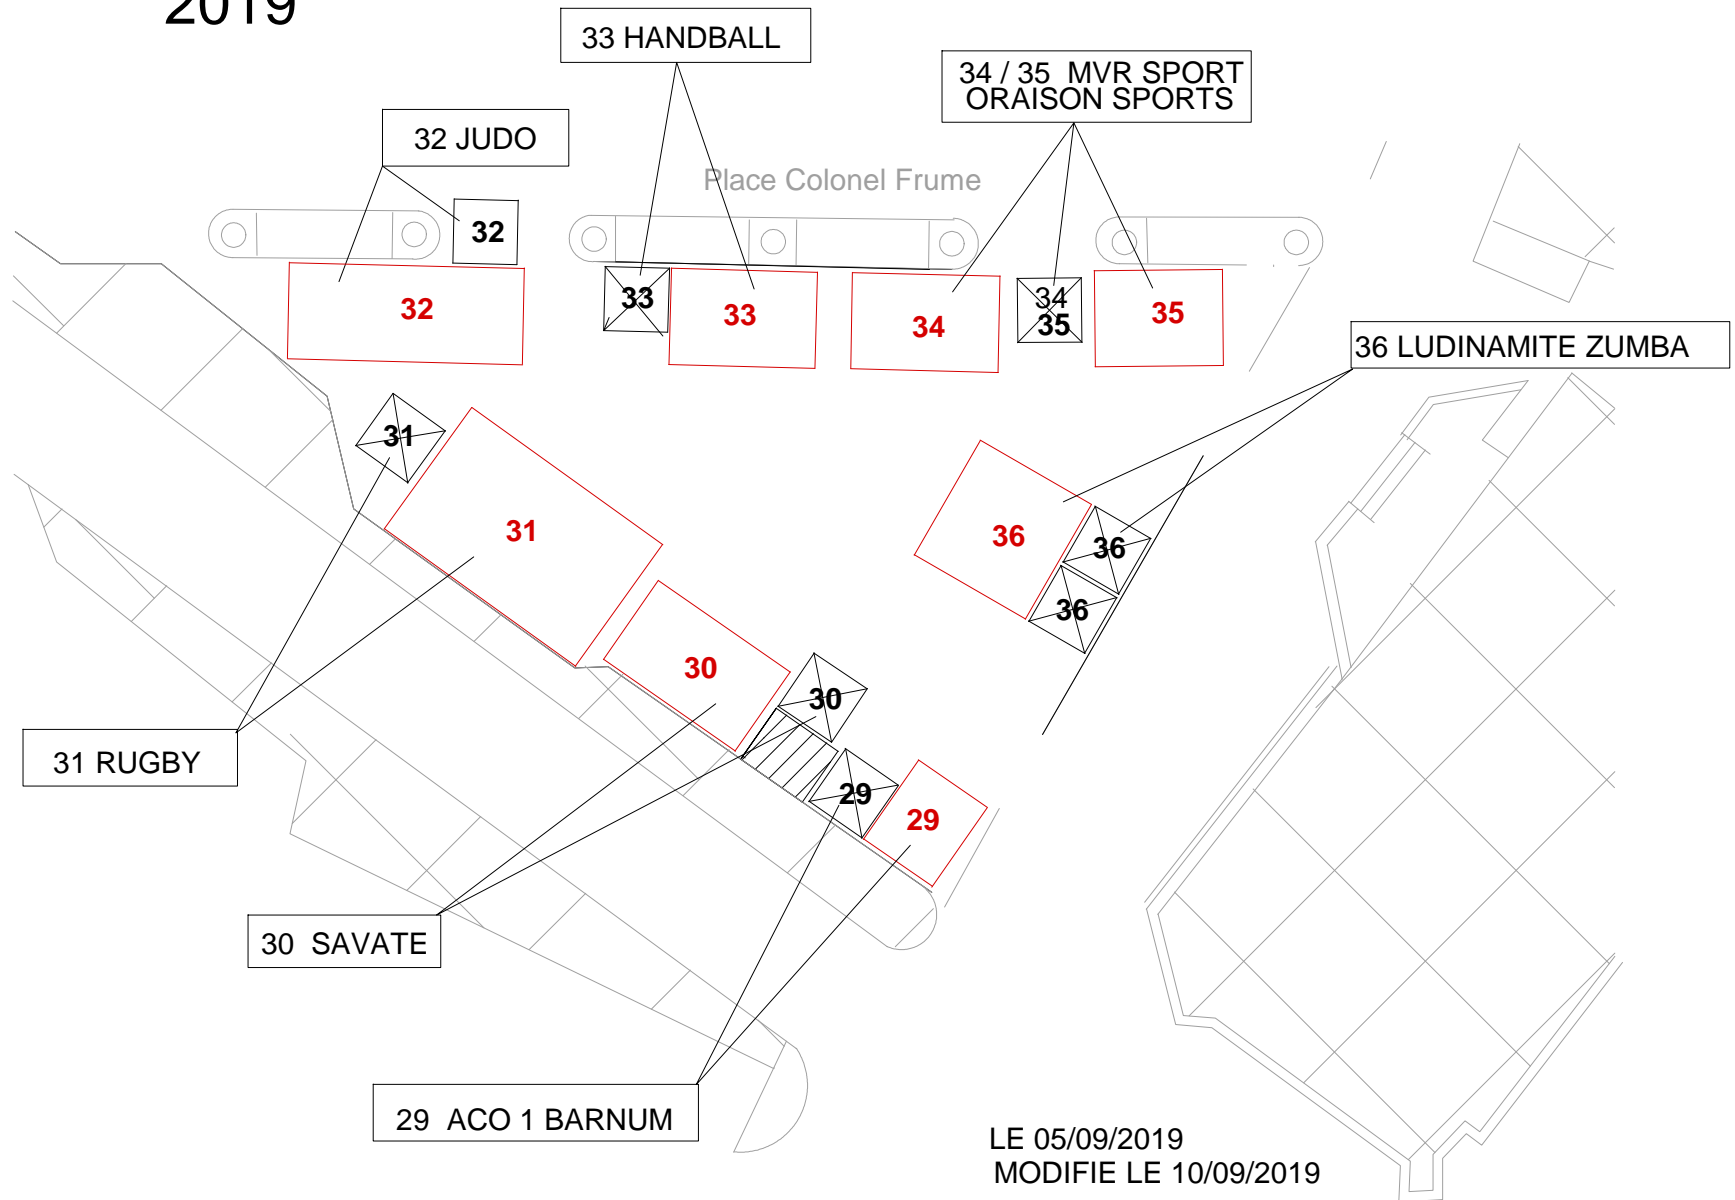 2019
33 HANDBALL
34 / 35 MVR SPORT
ORAISON SPORTS
32 JUDO
Place Colonel Frume
32
32
33
33
34
34
35
35
36 LUDINAMITE ZUMBA
31
31
36
36
36
30
30
31 RUGBY
29
29
30 SAVATE
29 ACO 1 BARNUM
LE 05/09/2019
MODIFIE LE 10/09/2019